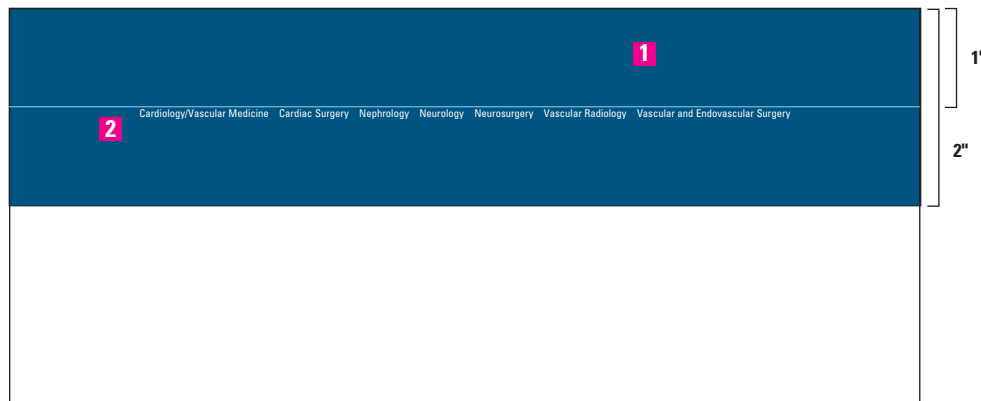 1
1"
Cardiology/Vascular Medicine Cardiac Surgery Nephrology Neurology Neurosurgery Vascular Radiology Vascular and Endovascular Surgery
2
2"